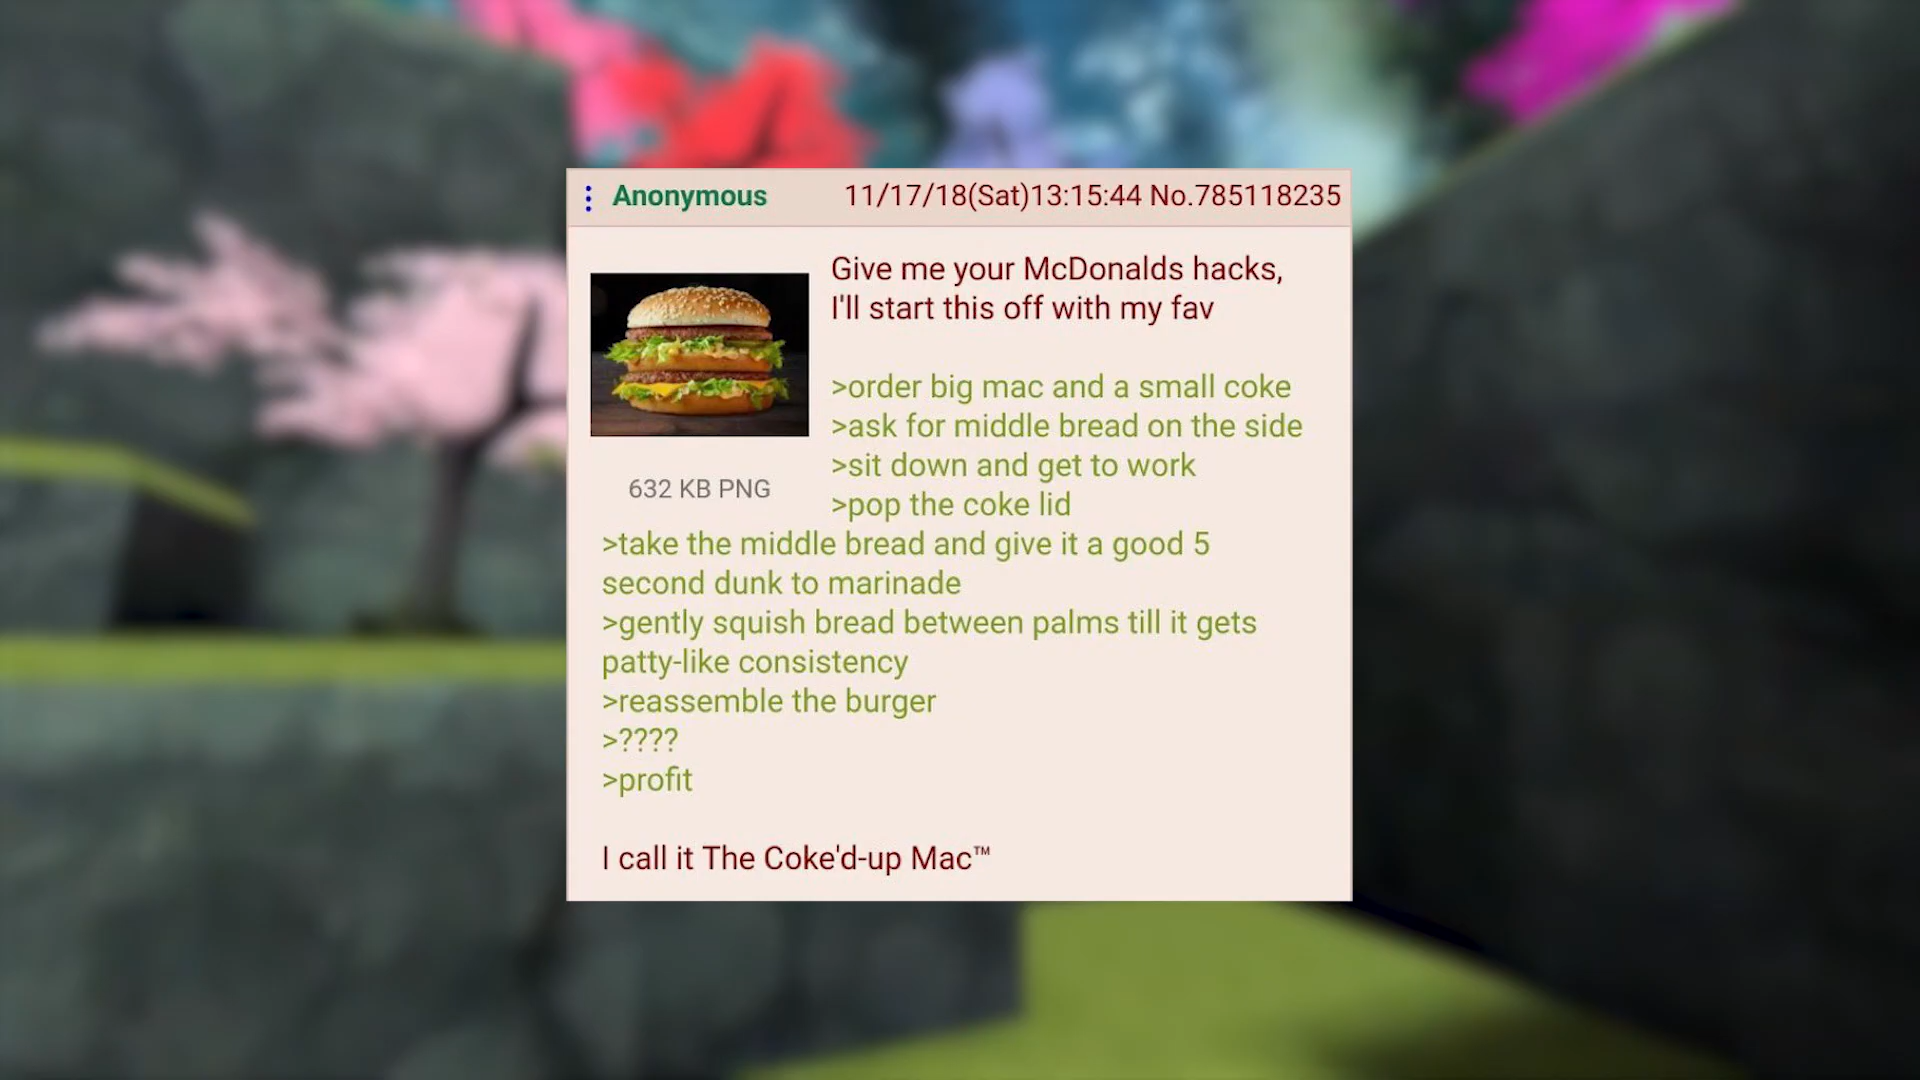 Anonymous 11/17/18(Sat)13:15:44 No.785118235
Give me your McDonalds hacks,
I'll start this off with my fav
>order big mac and a small coke
>ask for middle bread on the side
>sit down and get to work
>pop the coke lid
632 KB PNG
>take the middle bread and give it a good 5
second dunk to marinade
>gently squish bread between palms till it gets
patty-like consistency
>reassemble the burger
>????
>profit
I call it The Coke'd-up Mac™